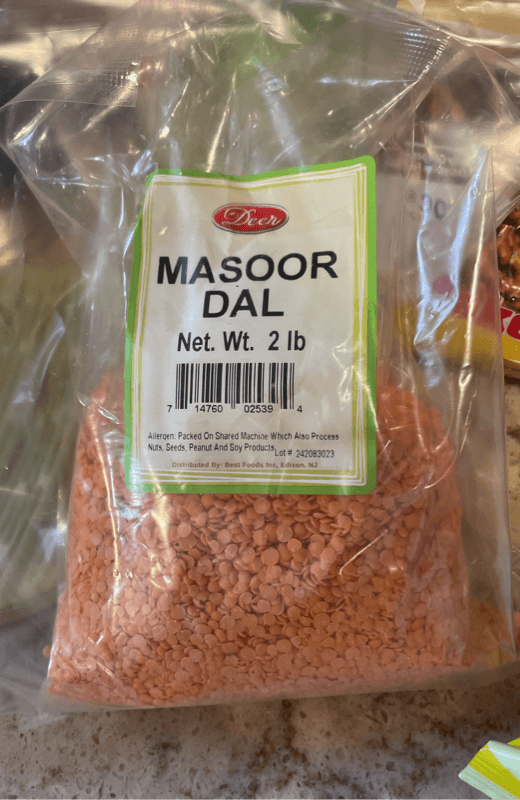 Deer
MASOOR
DAL
Net. Wt. 2 lb
7 14760 02539 4
Allergen: Packed On Shared Machine Which Also Process
Nuts, Seeds, Peanut And Soy Products. Lot # 242083023
Distributed By: Best Foods Inc, Edison, NJ